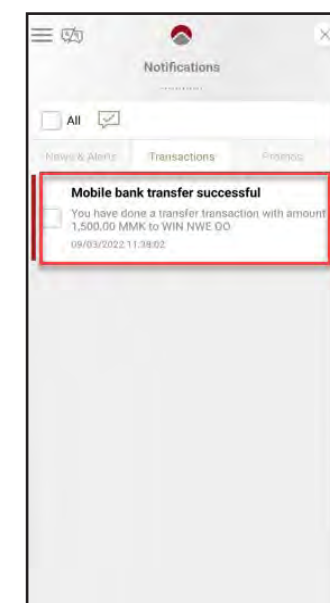 Notifications
All
News & Alerts Transactions Promos
Mobile bank transfer successful
You have done a transfer transaction with amount
1,500.00 MMK to WIN NWE OO
09/03/2022 11:38:02